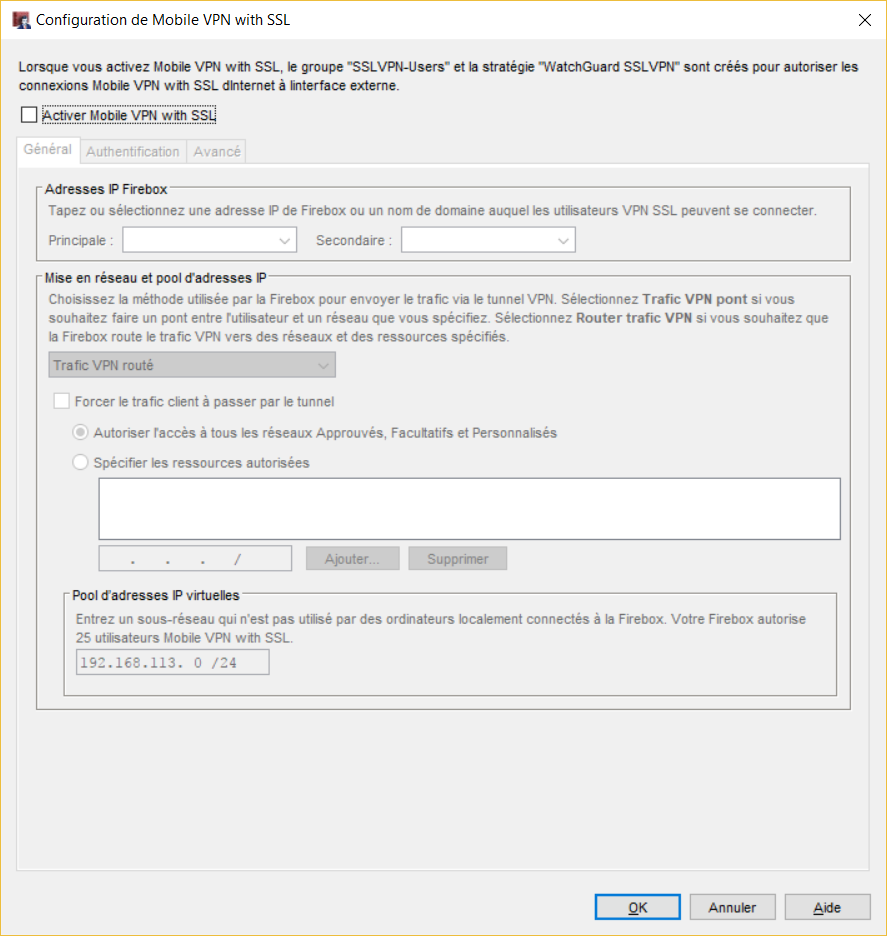 Configuration de Mobile VPN with SSL
Lorsque vous activez Mobile VPN with SSL, le groupe "SSLVPN-Users" et la stratégie "WatchGuard SSLVPN" sont créés pour autoriser les
connexions Mobile VPN with SSL dInternet à linterface externe.
Activer Mobile VPN with SSL
Général Authentification Avancé
Adresses IP Firebox
Tapez ou sélectionnez une adresse IP de Firebox ou un nom de domaine auquel les utilisateurs VPN SSL peuvent se connecter.
Principale : Secondaire :
Mise en réseau et pool d'adresses IP
Choisissez la méthode utilisée par la Firebox pour envoyer le trafic via le tunnel VPN. Sélectionnez Trafic VPN pont si vous
souhaitez faire un pont entre l'utilisateur et un réseau que vous spécifiez. Sélectionnez Router trafic VPN si vous souhaitez que
la Firebox route le trafic VPN vers des réseaux et des ressources spécifiés.
Trafic VPN routé
Forcer le trafic client à passer par le tunnel
Autoriser l'accès à tous les réseaux Approuvés, Facultatifs et Personnalisés
Spécifier les ressources autorisées
. . . / Ajouter... Supprimer
Pool d'adresses IP virtuelles
Entrez un sous-réseau qui n'est pas utilisé par des ordinateurs localement connectés à la Firebox. Votre Firebox autorise
25 utilisateurs Mobile VPN with SSL.
192.168.113. 0 /24
OK Annuler Aide